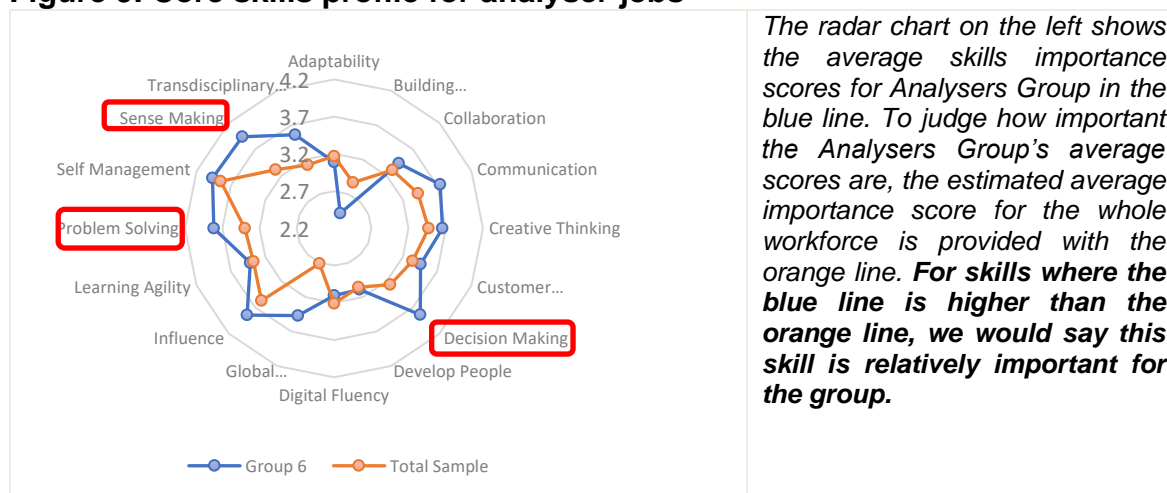 Core skills profile for analyser jobs
Adaptability
Building...
Collaboration
Communication
Creative Thinking
Customer...
Decision Making
Develop People
Digital Fluency
Global...
Influence
Learning Agility
Problem Solving
Self Management
Sense Making
Transdisciplinary...
4.2
3.7
3.2
2.7
2.2
Group 6
Total Sample
The radar chart on the left shows
the average skills importance
scores for Analysers Group in the
blue line. To judge how important
the Analysers Group's average
scores are, the estimated average
importance score for the whole
workforce is provided with the
orange line. For skills where the
blue line is higher than the
orange line, we would say this
skill is relatively important for
the group.